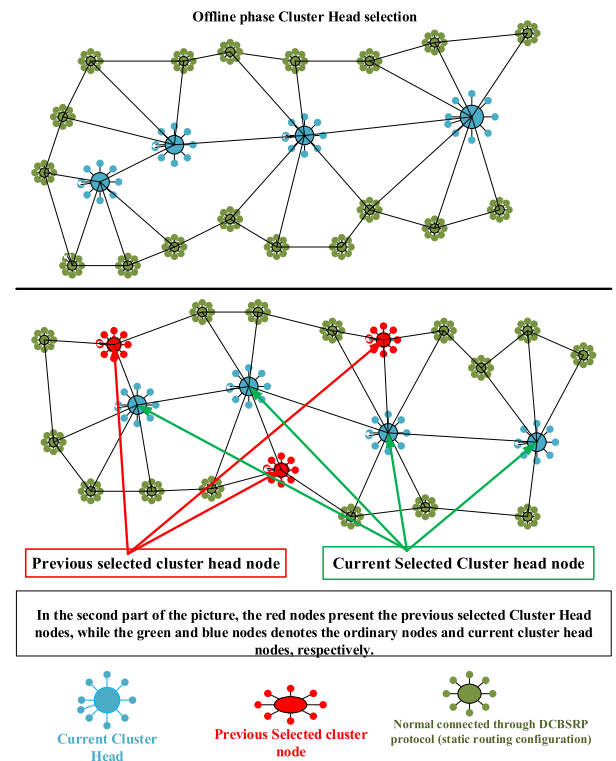 Offline phase Cluster Head selection
Previous selected cluster head node
Current Selected Cluster head node
In the second part of the picture, the red nodes present the previous selected Cluster Head
nodes, while the green and blue nodes denotes the ordinary nodes and current cluster head
nodes, respectively.
Current Cluster
Head
Previous Selected cluster
node
Normal connected through DCBSRP
protocol (static routing configuration)